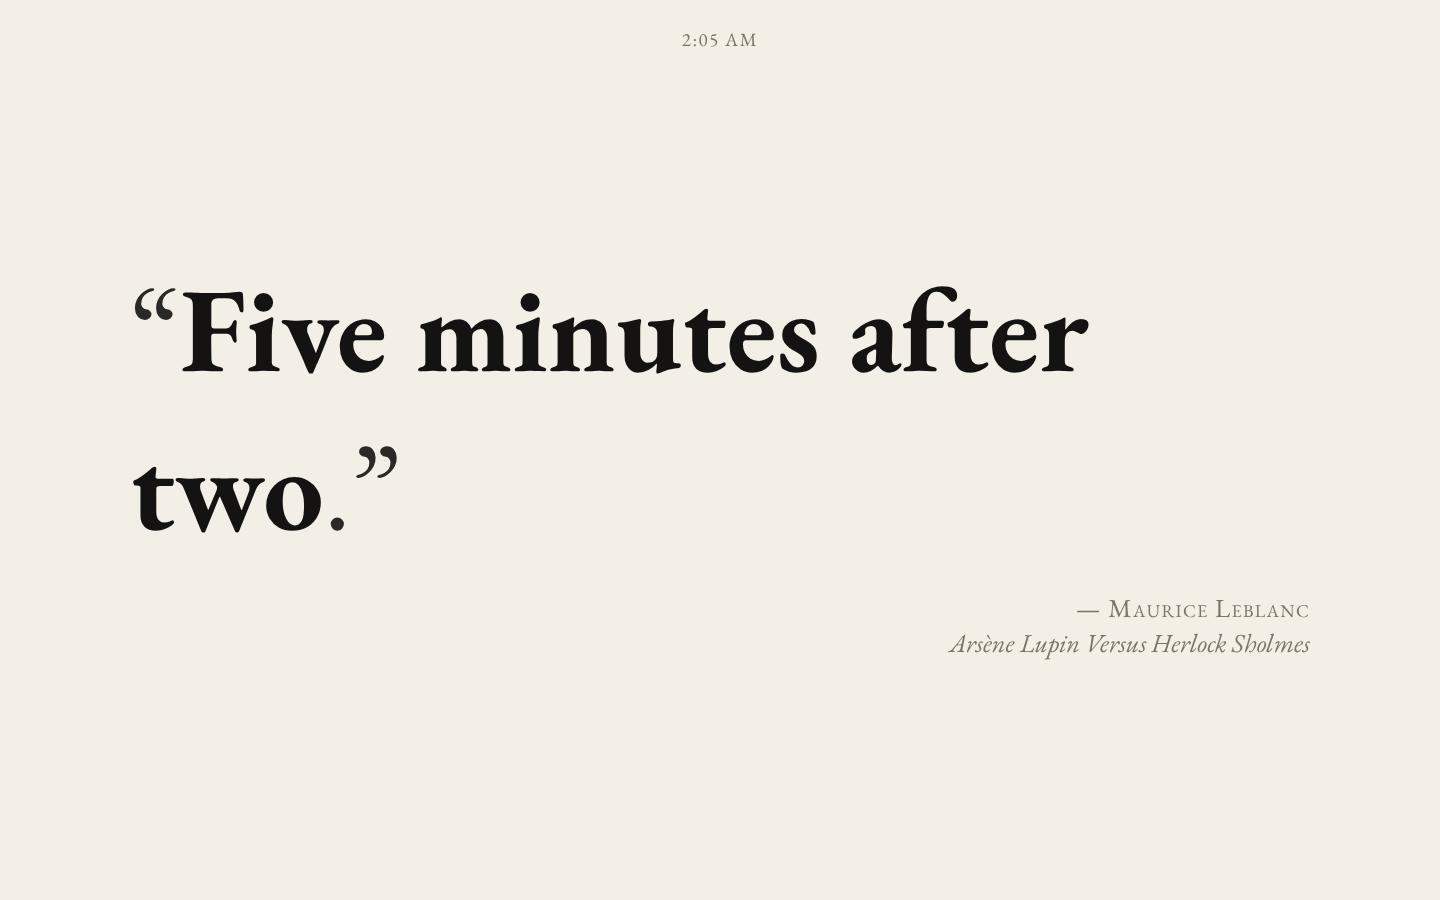 2:05 AM
“Five minutes after
two.”
— Maurice Leblanc
Arsène Lupin Versus Herlock Sholmes